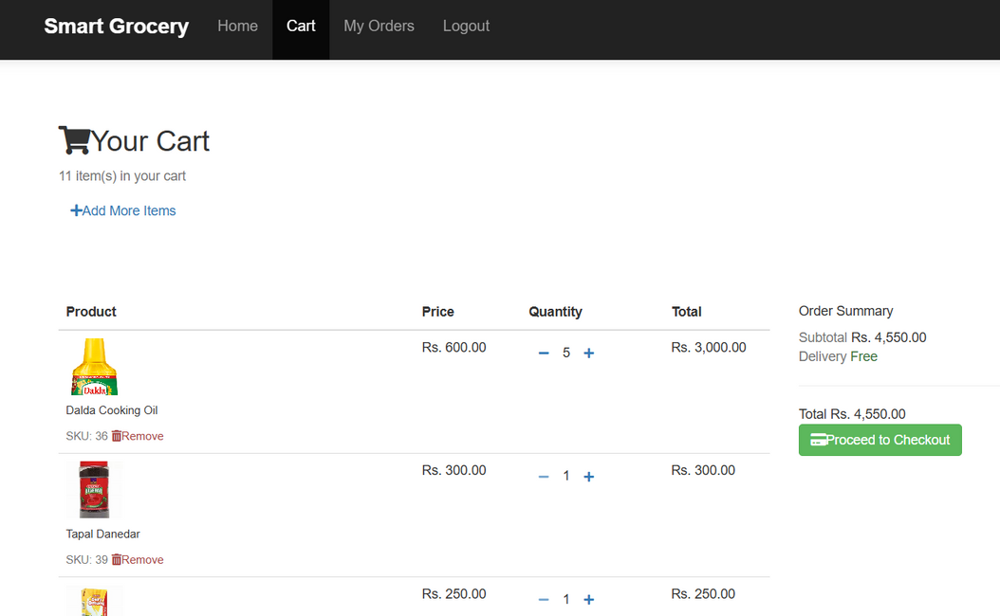 Smart Grocery Home Cart My Orders Logout
Your Cart
11 item(s) in your cart
Add More Items
Product Price Quantity Total
Rs. 600.00 5 Rs. 3,000.00
Dalda
Dalda Cooking Oil
SKU: 36 Remove
Rs. 300.00 1 Rs. 300.00
Tapal Danedar
SKU: 39 Remove
Rs. 250.00 1 Rs. 250.00
Order Summary
Subtotal Rs. 4,550.00
Delivery Free
Total Rs. 4,550.00
Proceed to Checkout